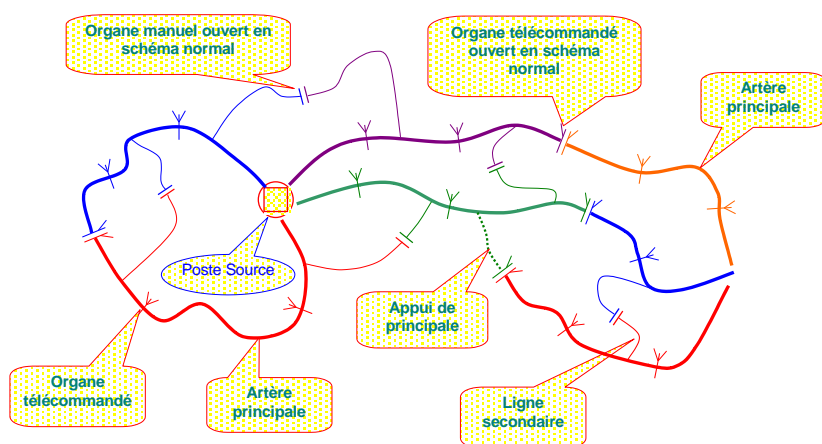 Organe manuel ouvert en
schéma normal
Organe télécommandé
ouvert en schéma
normal
Artère
principale
Poste Source
Appui de
principale
Organe
télécommandé
Artère
principale
Ligne
secondaire